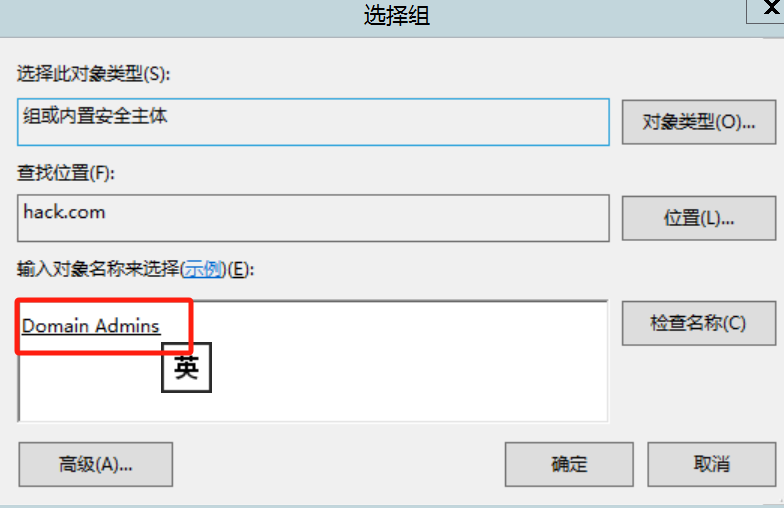 选择组
X
选择此对象类型(S):
组或内置安全主体
对象类型(O)...
查找位置(F):
hack.com
位置(L)...
输入对象名称来选择(示例)(E):
Domain Admins
检查名称(C)
英
高级(A)...
确定
取消